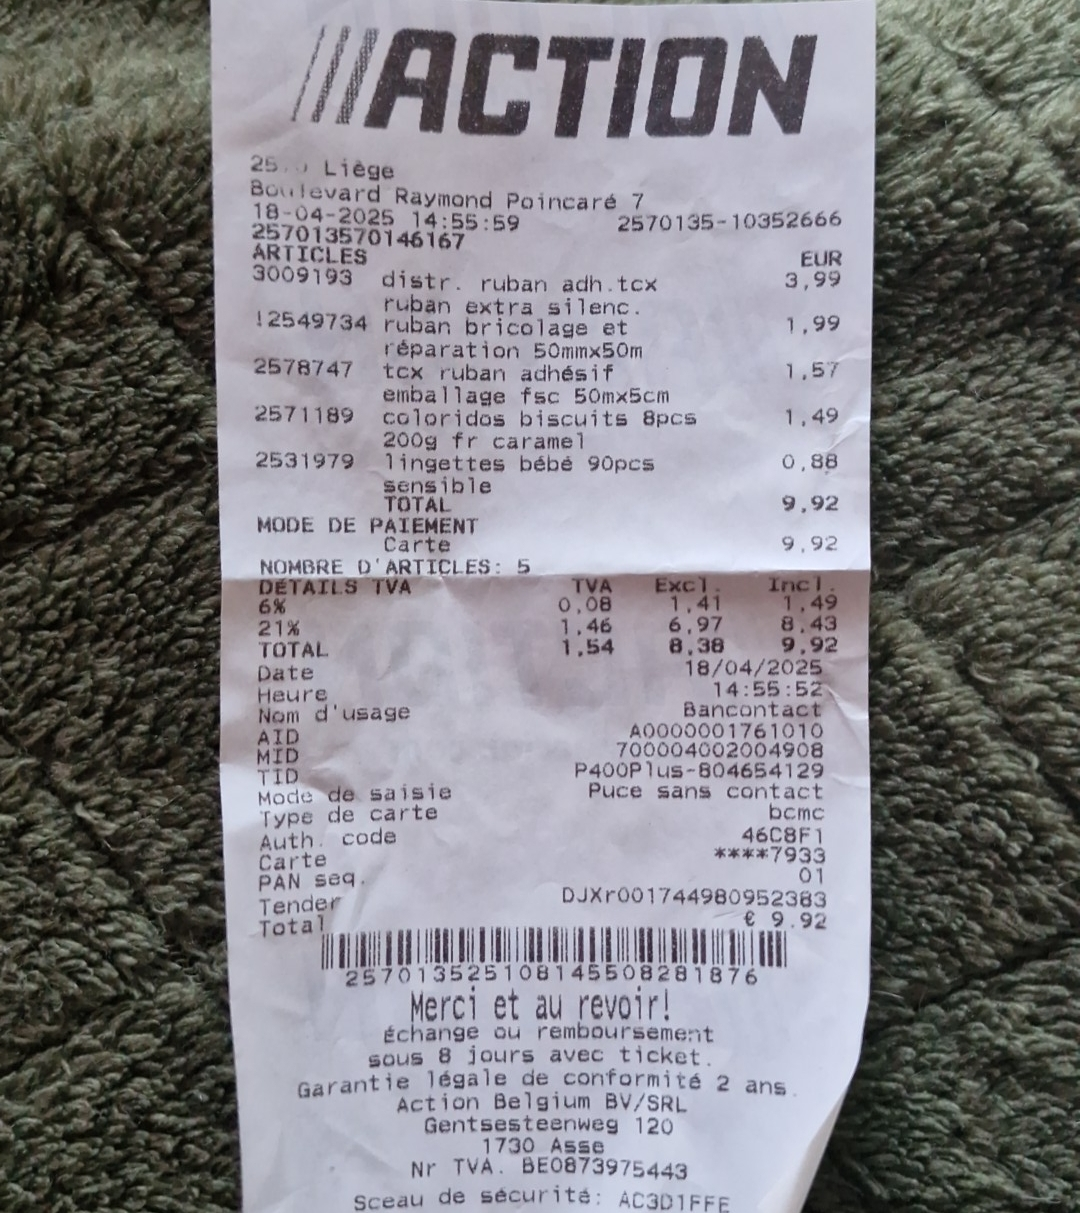 ACTION
Liège
Boulevard Raymond Poincaré 7
18-04-2025 14:55:59 2570135-10352666
257013570146167
ARTICLES EUR
3009193 distr. ruban adh.tcx 3,99
ruban extra silenc.
!2549734 ruban bricolage et 1,99
réparation 50mmx50m
2578747 tcx ruban adhésif 1,57
emballage fsc 50mx5cm
2571189 coloridos biscuits 8pcs 1,49
200g fr caramel
2531979 lingettes bébé 90pcs 0,88
sensible
TOTAL 9,92
MODE DE PAIEMENT
Carte 9,92
NOMBRE D'ARTICLES: 5
DÉTAILS TVA TVA Excl. Incl.
6% 0,08 1,41 1,49
21% 1,46 6,97 8,43
TOTAL 1,54 8,38 9,92
Date 18/04/2025
Heure 14:55:52
Nom d'usage Bancontact
AID A0000001761010
MID 700004002004908
TID P400Plus-804654129
Mode de saisie Puce sans contact
Type de carte bcmc
Auth. code 46C8F1
Carte ****7933
PAN seq. 01
Tender DJXr001744980952383
Total € 9.92
257013525108145508281876
Merci et au revoir!
Échange ou remboursement
sous 8 jours avec ticket.
Garantie légale de conformité 2 ans.
Action Belgium BV/SRL
Gentsesteenweg 120
1730 Asse
Nr TVA. BE0873975443
Sceau de sécurité: AC3D1FFE